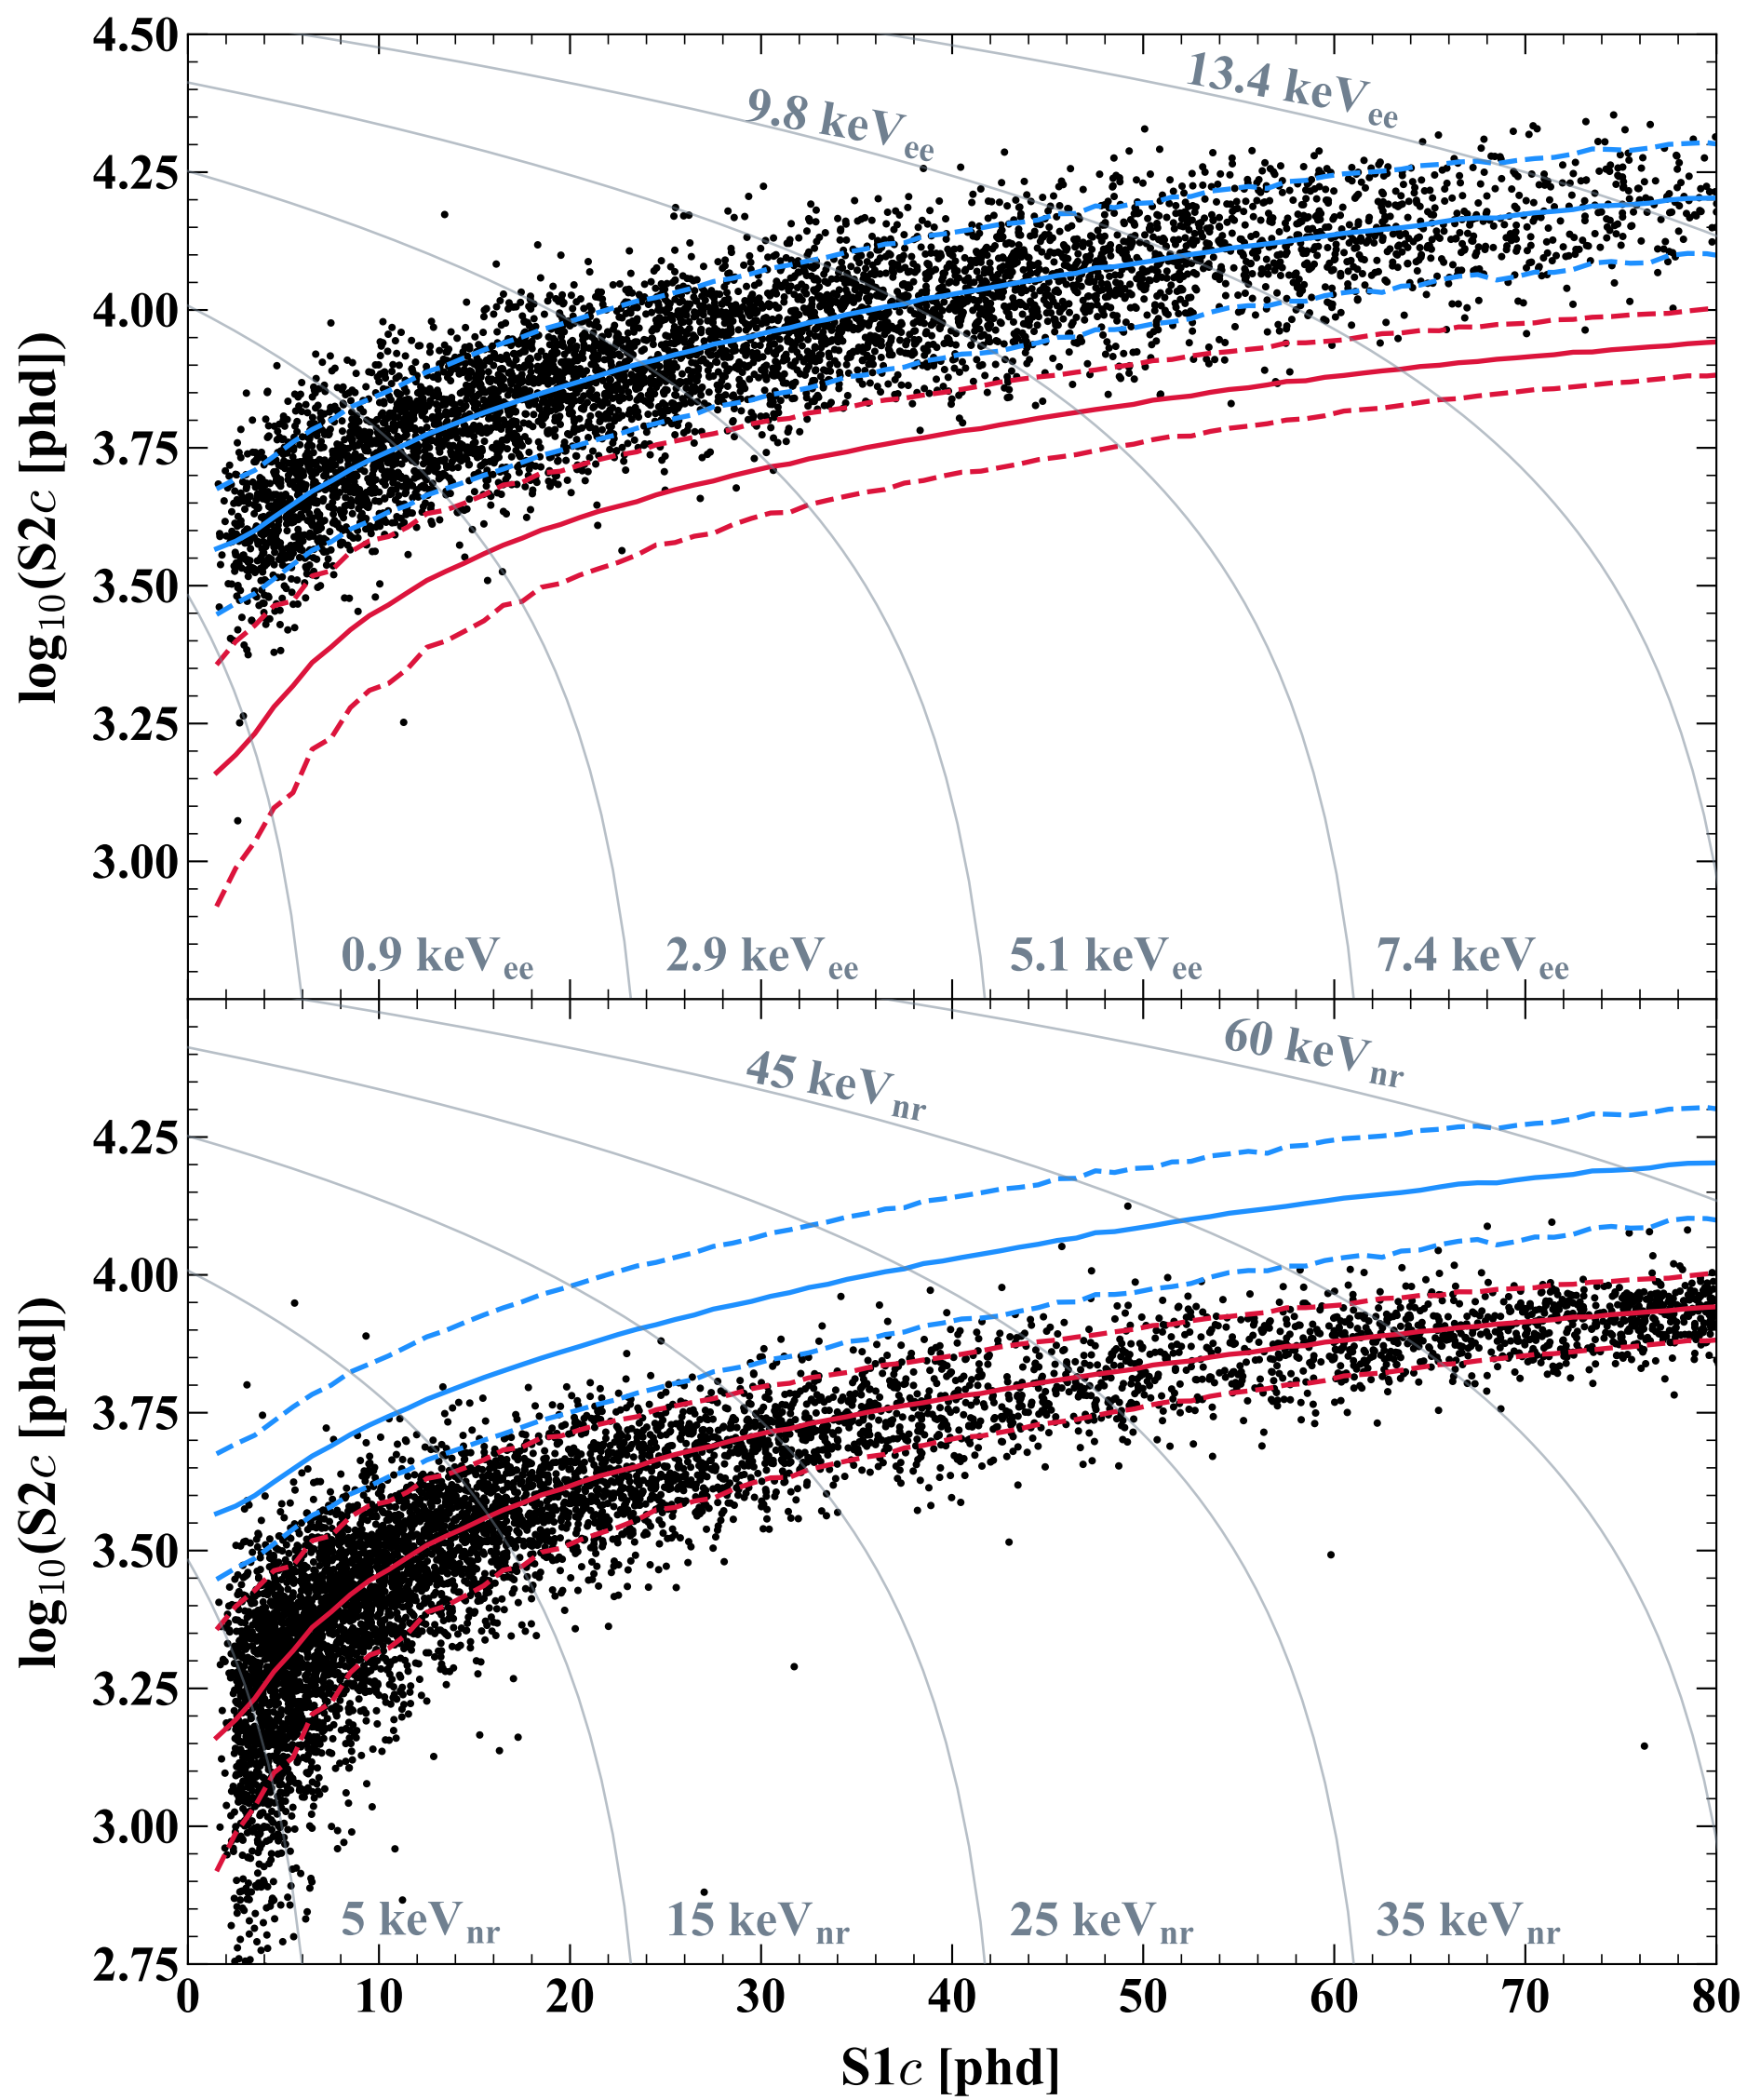 4.50
13.4 keVee
9.8 keVee
4.25
4.00
3.75
3.50
3.25
3.00
log10(S2c [phd])
0.9 keVee
2.9 keVee
5.1 keVee
7.4 keVee
60 keVnr
45 keVnr
4.25
4.00
3.75
3.50
3.25
3.00
2.75
log10(S2c [phd])
5 keVnr
15 keVnr
25 keVnr
35 keVnr
0 10 20 30 40 50 60 70 80
S1c [phd]